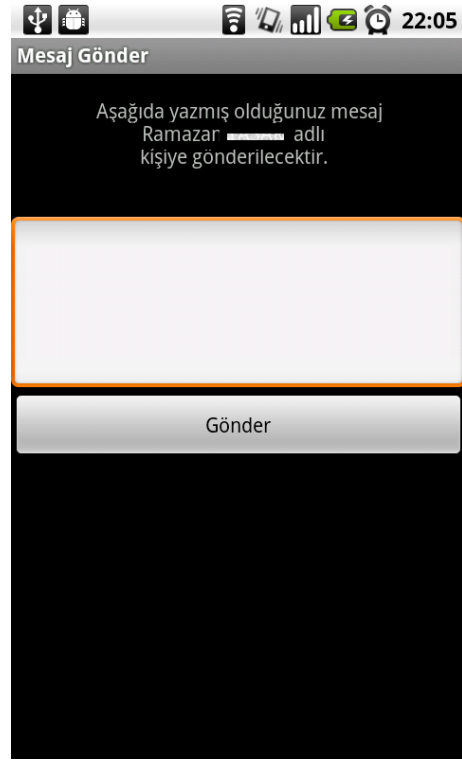 22:05
Mesaj Gönder
Aşağıda yazmış olduğunuz mesaj
Ramazan adlı
kişiye gönderilecektir.
Gönder